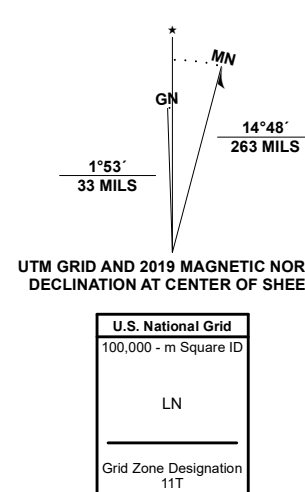 ★
MN
GN
14°48´
263 MILS
1°53´
33 MILS
UTM GRID AND 2019 MAGNETIC NOR
DECLINATION AT CENTER OF SHEE
U.S. National Grid
100,000 - m Square ID
LN
Grid Zone Designation
11T